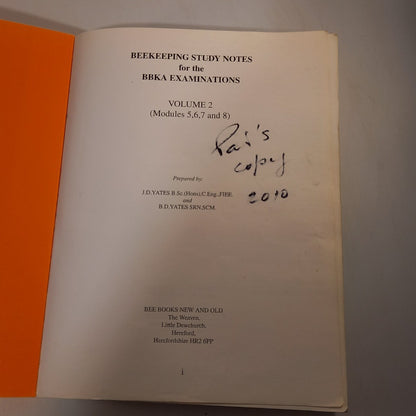 BEEKEEPING STUDY NOTES
for the
BBKA EXAMINATIONS
VOLUME 2
(Modules 5,6,7 and 8)
Pat's
copy
2010
Prepared by:
J.D.YATES B.Sc.(Hons),C.Eng.,FIEE.
and
B.D.YATES SRN,SCM.
BEE BOOKS NEW AND OLD
The Weaven,
Little Dewchurch,
Hereford,
Herefordshire HR2 6PP
i